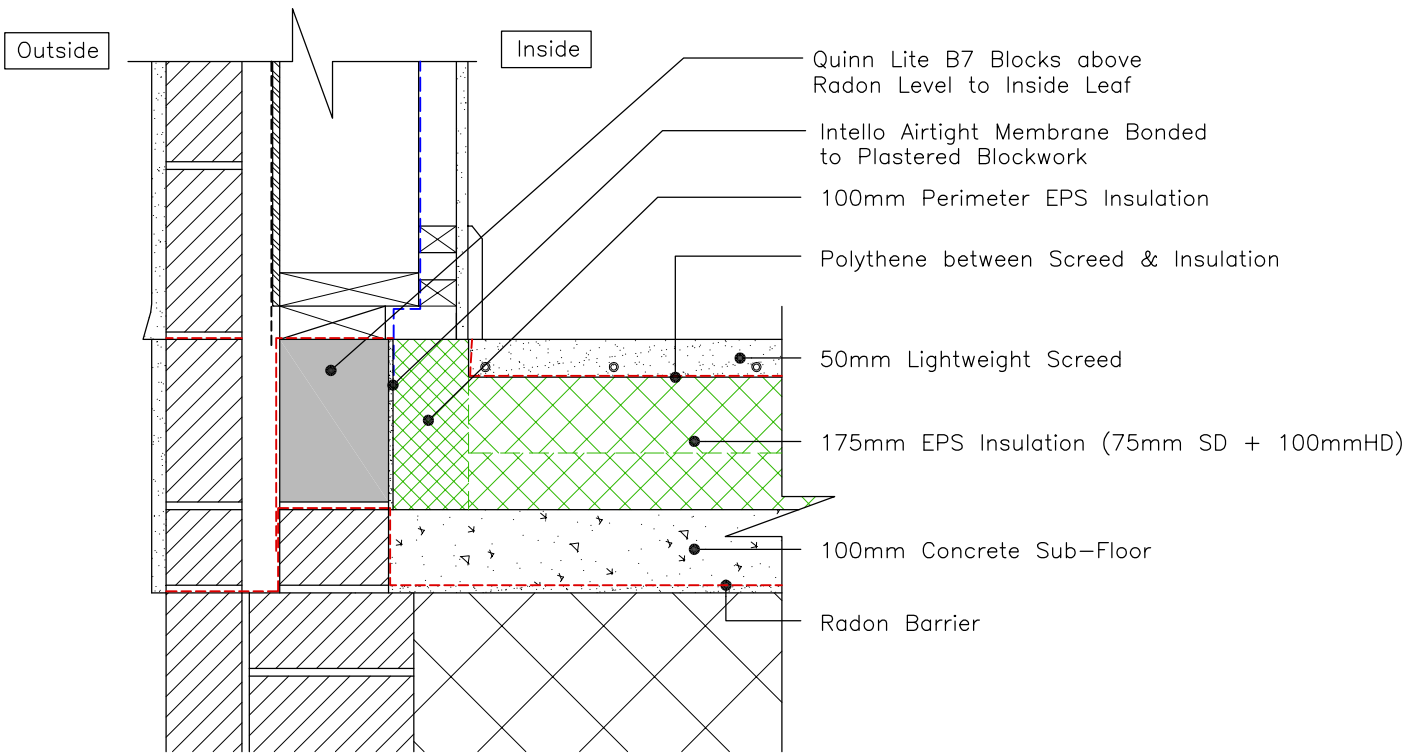 Outside
Inside
Quinn Lite B7 Blocks above
Radon Level to Inside Leaf
Intello Airtight Membrane Bonded
to Plastered Blockwork
100mm Perimeter EPS Insulation
Polythene between Screed & Insulation
50mm Lightweight Screed
175mm EPS Insulation (75mm SD + 100mmHD)
100mm Concrete Sub-Floor
Radon Barrier